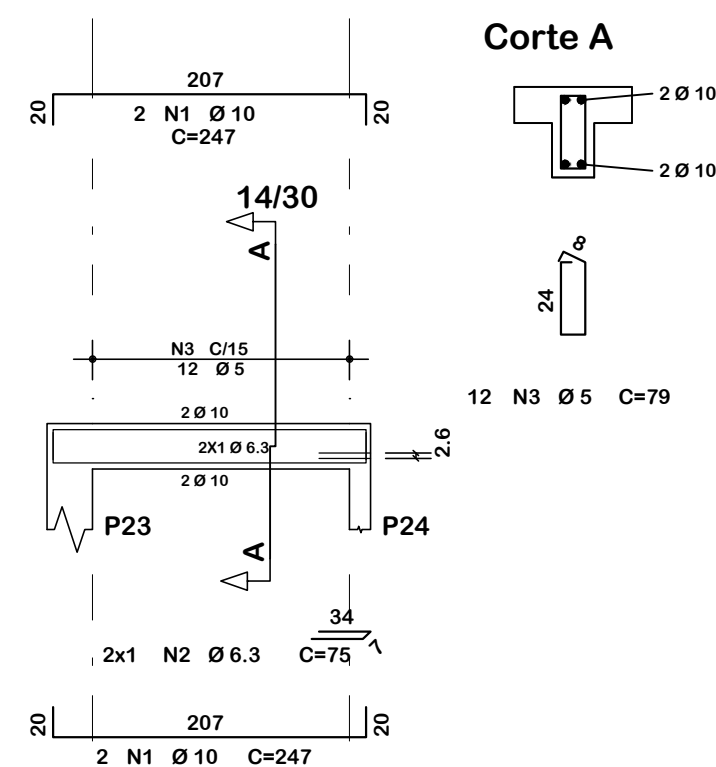 Corte A
207
20
2 N1 Ø 10
20
C=247
2 Ø 10
2 Ø 10
14/30
A
8
24
N3 C/15
12 Ø 5
12 N3 Ø 5 C=79
2 Ø 10
2X1 Ø 6.3
2.6
2 Ø 10
P23
P24
A
34
7
2x1 N2 Ø 6.3 C=75
20
207
20
2 N1 Ø 10 C=247